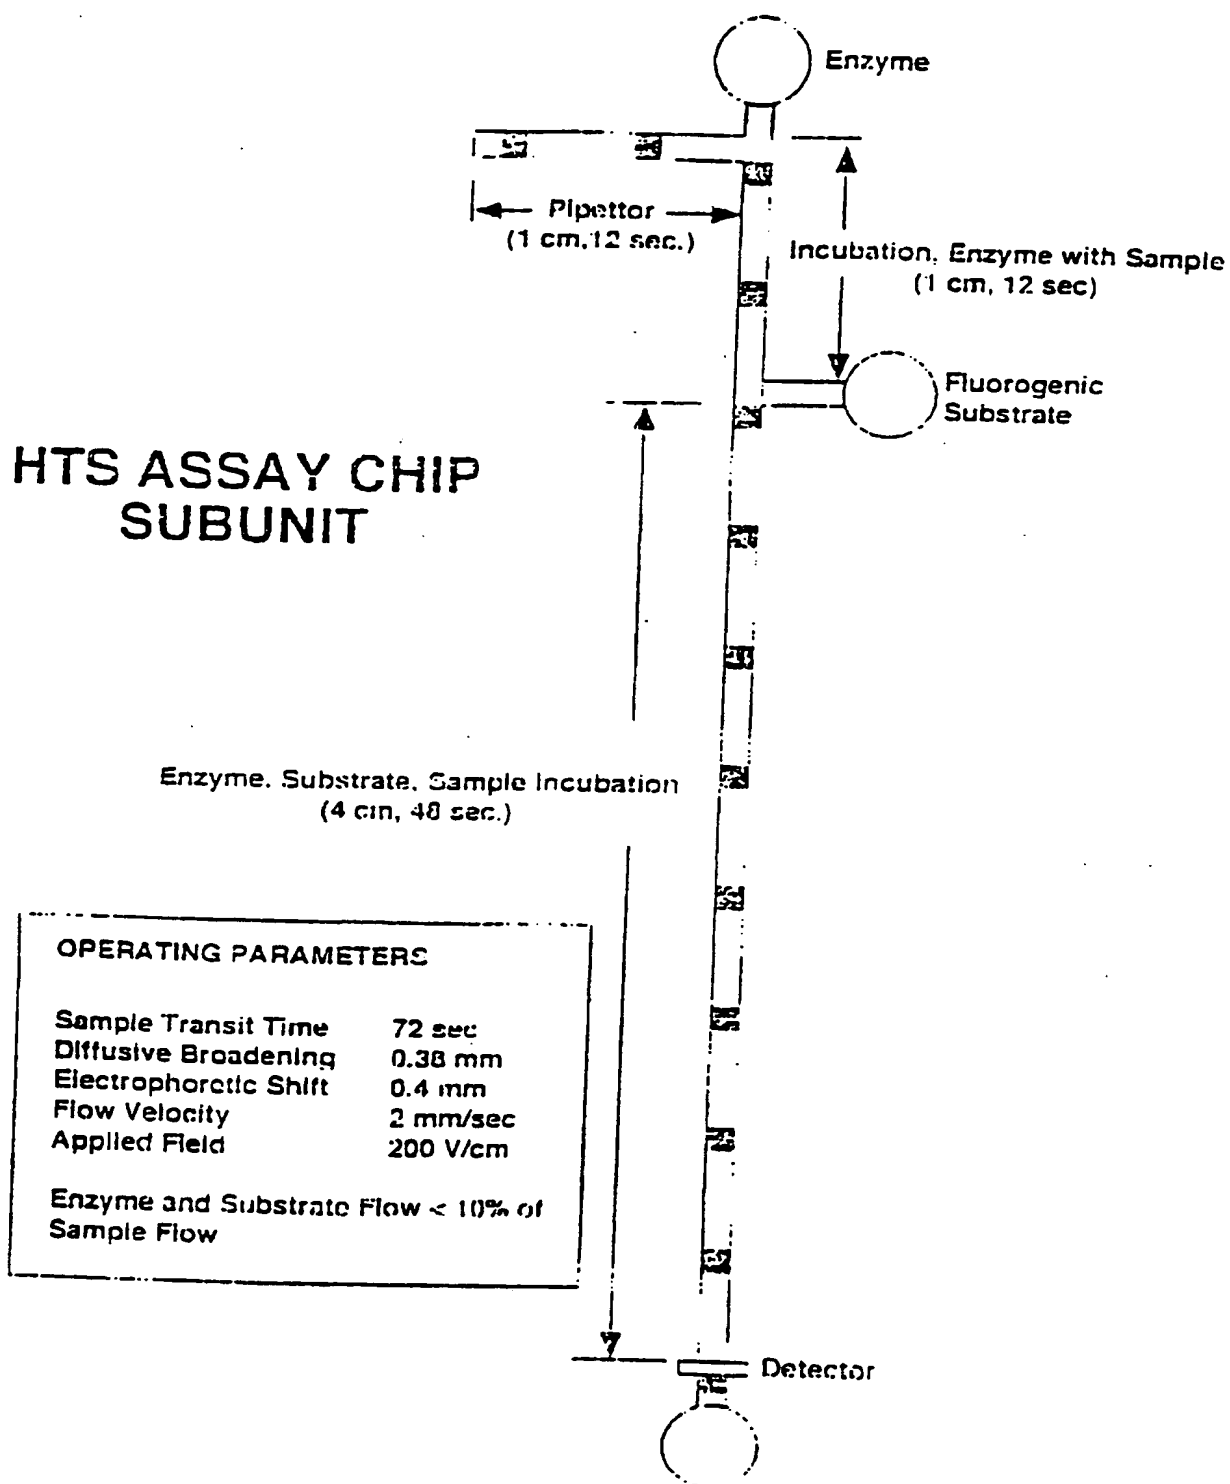 Enzyme
Pipettor
(1 cm, 12 sec.)
Incubation, Enzyme with Sample
(1 cm, 12 sec)
Fluorogenic
Substrate
HTS ASSAY CHIP
SUBUNIT
Enzyme, Substrate, Sample Incubation
(4 cm, 48 sec.)
OPERATING PARAMETERS
Sample Transit Time 72 sec
Diffusive Broadening 0.38 mm
Electrophoretic Shift 0.4 mm
Flow Velocity 2 mm/sec
Applied Field 200 V/cm
Enzyme and Substrate Flow < 10% of
Sample Flow
Detector